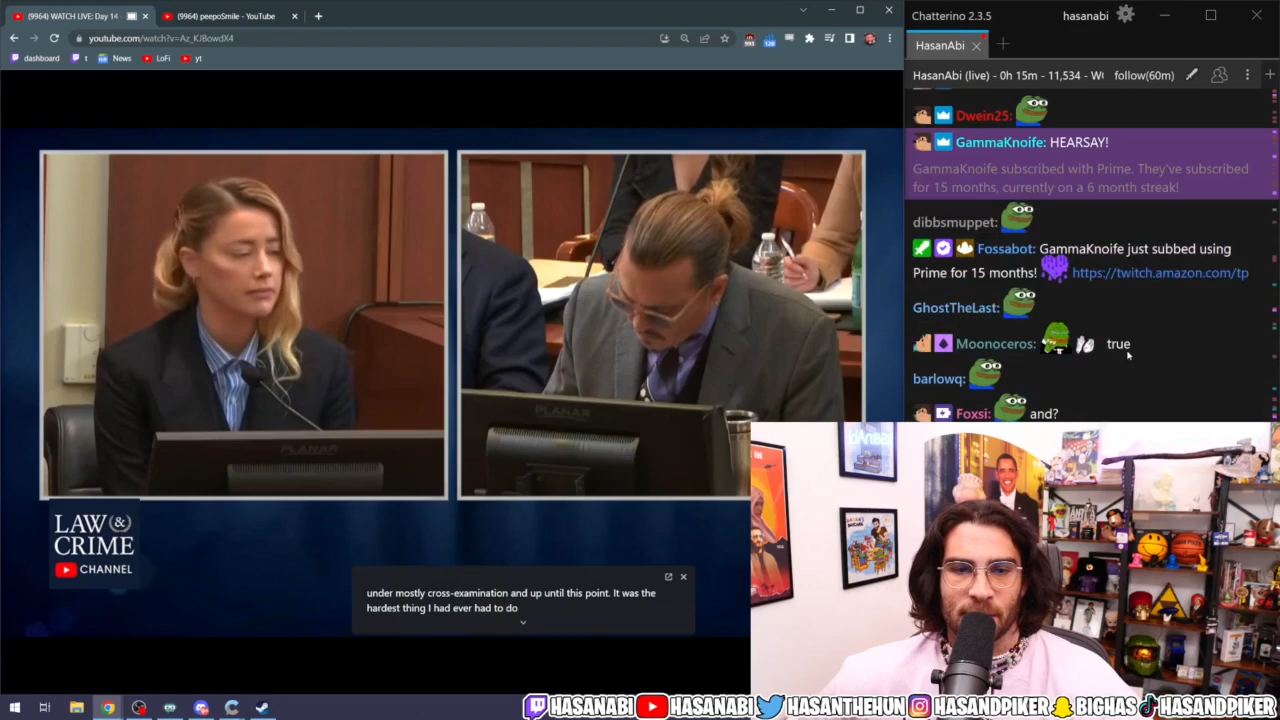 (9964) WATCH LIVE: Day 14 -
(9964) peepoSmile - YouTube
youtube.com/watch?v=Az_KJBowdX4
993
120
dashboard
t
News
LoFi
yt
Chatterino 2.3.5
hasanabi
HasanAbi
HasanAbi (live) - 0h 15m - 11,534 - W
follow(60m)
Dwein25:
GammaKnoife: HEARSAY!
GammaKnoife subscribed with Prime. They've subscribed
for 15 months, currently on a 6 month streak!
dibbsmuppet:
Fossabot: GammaKnoife just subbed using
Prime for 15 months! https://twitch.amazon.com/tp
GhostTheLast:
Moonoceros: true
barlowq:
Foxsi: and?
PLANAR
PLANAR
LAW &
CRIME
CHANNEL
under mostly cross-examination and up until this point. It was the
hardest thing I had ever had to do
HASANABI
HASANABI
HASANTHEHUN
HASANDPIKER
BIGHAS
HASANDPIKER